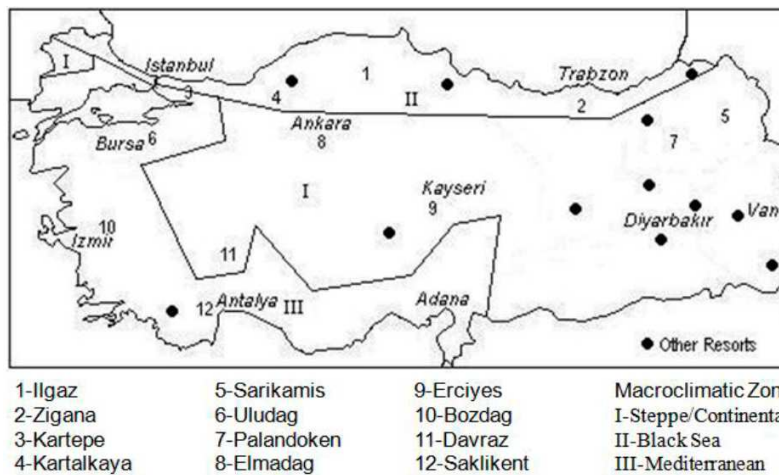 1
I
Istanbul
Trabzon
3
4
II
2
5
Ankara
Bursa
6
8
7
I
Kayseri
9
Van
Diyarbakır
10
Izmir
11
12
Antalya
III
Adana
Other Resorts
1-Ilgaz 5-Sarikamis 9-Erciyes Macroclimatic Zon
2-Zigana 6-Uludag 10-Bozdag I-Steppe/Continenta
3-Kartepe 7-Palandoken 11-Davraz II-Black Sea
4-Kartalkaya 8-Elmadag 12-Saklikent III-Mediterranean